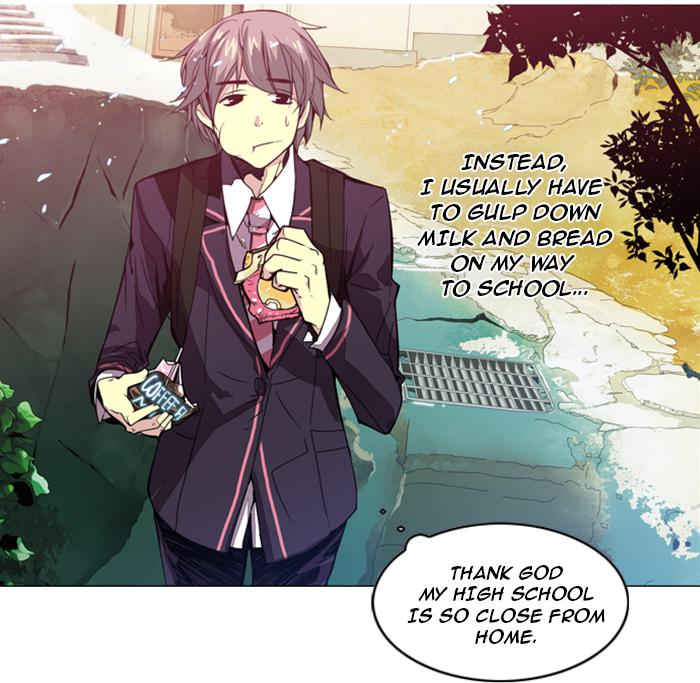 INSTEAD,
I USUALLY HAVE
TO GULP DOWN
MILK AND BREAD
ON MY WAY
TO SCHOOL...
COFFEE
THANK GOD
MY HIGH SCHOOL
IS SO CLOSE FROM
HOME.